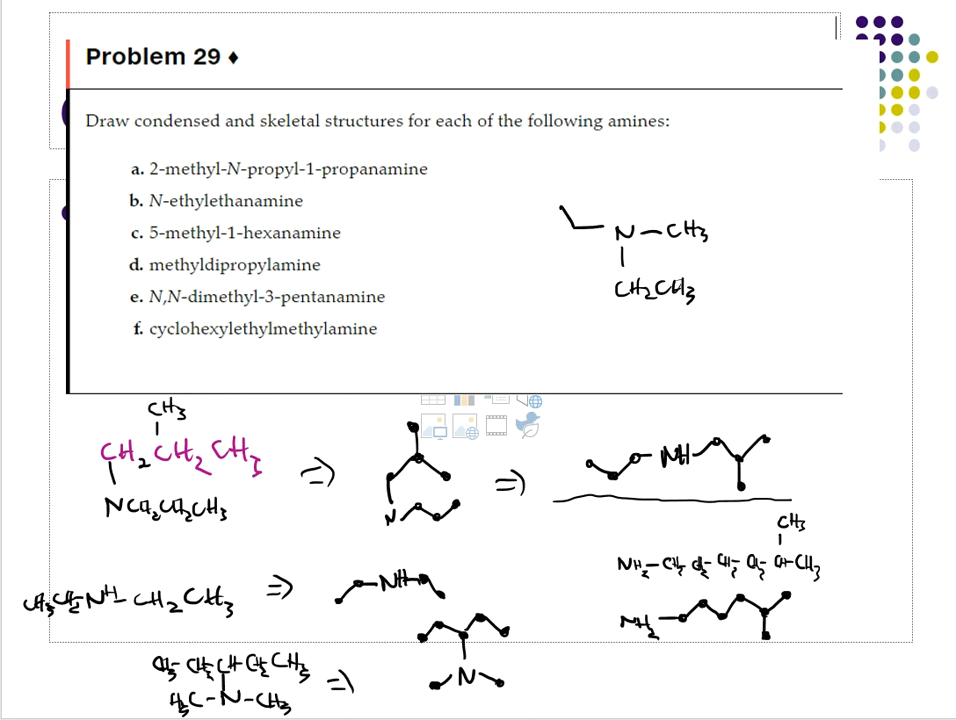 Problem 29 ♦
Draw condensed and skeletal structures for each of the following amines:
a. 2-methyl-N-propyl-1-propanamine
b. N-ethylethanamine
c. 5-methyl-1-hexanamine
d. methyldipropylamine
e. N,N-dimethyl-3-pentanamine
f. cyclohexylethylmethylamine
N—CH3
|
CH2CH3
CH3
|
CH2CH2CH3
|
NCH2CH2CH3
⇒
N
⇒
NH
CH3
|
NH2—CH2 CH2—CH2 CH2 CH—CH3
CH3CH2—NH—CH2CH3
⇒
NH
NH2
CH3—CH2CH CH2CH3
H3C—N—CH3
⇒
N